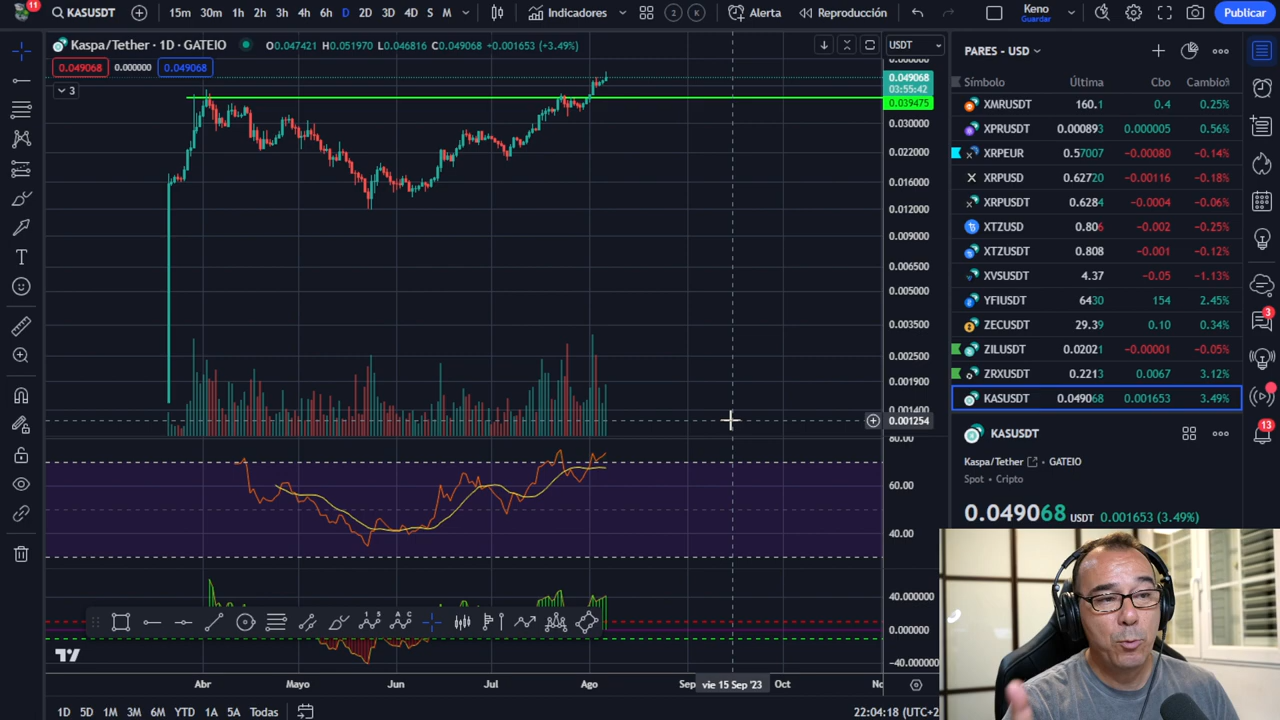 11
KASUSDT
15m 30m 1h 2h 3h 4h 6h D 2D 3D 4D S M
Indicadores
2 K
Alerta
Reproducción
Keno
Guardar
Publicar
Kaspa/Tether · 1D · GATEIO
O0.047421 H0.051970 L0.046816 C0.049068 +0.001653 (+3.49%)
USDT
0.049068 0.000000 0.049068
3
0.049068
03:55:42
0.039475
0.030000
0.022000
0.016000
0.012000
0.009000
0.006500
0.005000
0.003500
0.002500
0.001900
0.001400
0.001254
80.00
60.00
40.00
40.000000
0.000000
-40.000000
Abr Mayo Jun Jul Ago Sep vie 15 Sep '23 Oct
1D 5D 1M 3M 6M YTD 1A 5A Todas
22:04:18 (UTC+2
PARES - USD
Símbolo Última Cbo Cambio%
XMRUSDT 160.1 0.4 0.25%
XPRUSDT 0.000893 0.000005 0.56%
XRPEUR 0.57007 −0.00080 −0.14%
XRPUSD 0.62720 −0.00116 −0.18%
XRPUSDT 0.6284 −0.0004 −0.06%
XTZUSD 0.806 −0.002 −0.25%
XTZUSDT 0.808 −0.001 −0.12%
XVSUSDT 4.37 −0.05 −1.13%
YFIUSDT 6430 154 2.45%
ZECUSDT 29.39 0.10 0.34%
ZILUSDT 0.02021 −0.00001 −0.05%
ZRXUSDT 0.2213 0.0067 3.12%
KASUSDT 0.049068 0.001653 3.49%
KASUSDT
Kaspa/Tether · GATEIO
Spot · Cripto
0.049068 USDT 0.001653 (3.49%)
3
13